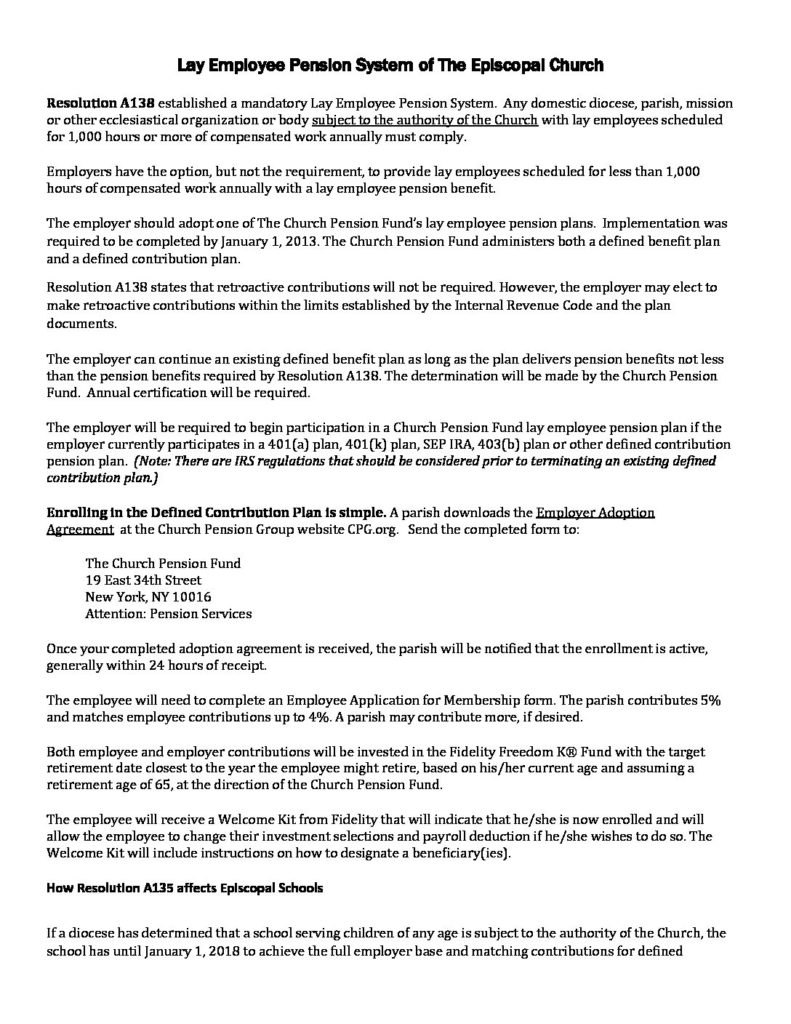 Lay Employee Pension System of The Episcopal Church
Resolution A138 established a mandatory Lay Employee Pension System. Any domestic diocese, parish, mission
or other ecclesiastical organization or body subject to the authority of the Church with lay employees scheduled
for 1,000 hours or more of compensated work annually must comply.
Employers have the option, but not the requirement, to provide lay employees scheduled for less than 1,000
hours of compensated work annually with a lay employee pension benefit.
The employer should adopt one of The Church Pension Fund's lay employee pension plans. Implementation was
required to be completed by January 1, 2013. The Church Pension Fund administers both a defined benefit plan
and a defined contribution plan.
Resolution A138 states that retroactive contributions will not be required. However, the employer may elect to
make retroactive contributions within the limits established by the Internal Revenue Code and the plan
documents.
The employer can continue an existing defined benefit plan as long as the plan delivers pension benefits not less
than the pension benefits required by Resolution A138. The determination will be made by the Church Pension
Fund. Annual certification will be required.
The employer will be required to begin participation in a Church Pension Fund lay employee pension plan if the
employer currently participates in a 401(a) plan, 401(k) plan, SEP IRA, 403(b) plan or other defined contribution
pension plan. (Note: There are IRS regulations that should be considered prior to terminating an existing defined
contribution plan.)
Enrolling in the Defined Contribution Plan is simple. A parish downloads the Employer Adoption
Agreement at the Church Pension Group website CPG.org. Send the completed form to:
The Church Pension Fund
19 East 34th Street
New York, NY 10016
Attention: Pension Services
Once your completed adoption agreement is received, the parish will be notified that the enrollment is active,
generally within 24 hours of receipt.
The employee will need to complete an Employee Application for Membership form. The parish contributes 5%
and matches employee contributions up to 4%. A parish may contribute more, if desired.
Both employee and employer contributions will be invested in the Fidelity Freedom K® Fund with the target
retirement date closest to the year the employee might retire, based on his/her current age and assuming a
retirement age of 65, at the direction of the Church Pension Fund.
The employee will receive a Welcome Kit from Fidelity that will indicate that he/she is now enrolled and will
allow the employee to change their investment selections and payroll deduction if he/she wishes to do so. The
Welcome Kit will include instructions on how to designate a beneficiary(ies).
How Resolution A135 affects Episcopal Schools
If a diocese has determined that a school serving children of any age is subject to the authority of the Church, the
school has until January 1, 2018 to achieve the full employer base and matching contributions for defined